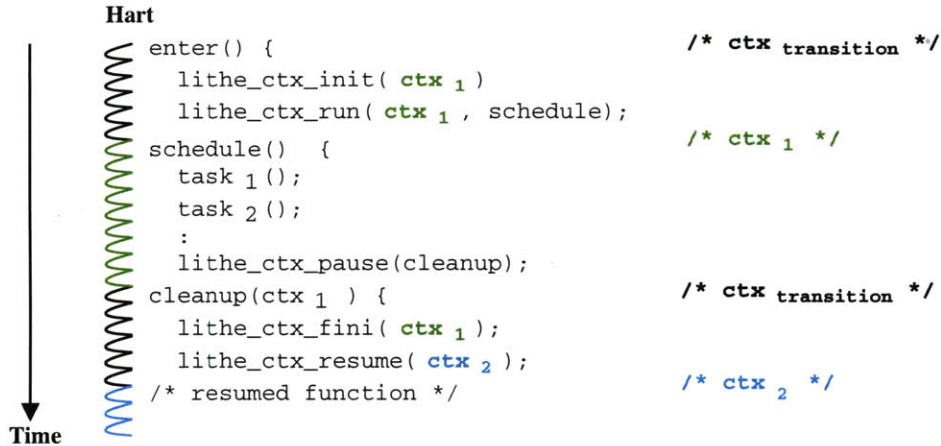 Hart
enter() { /* ctx transition */
lithe_ctx_init( ctx 1 )
lithe_ctx_run( ctx 1 , schedule);
/* ctx 1 */
schedule() {
task 1 ();
task 2 ();
:
lithe_ctx_pause(cleanup);
cleanup(ctx 1 ) { /* ctx transition */
lithe_ctx_fini( ctx 1 );
lithe_ctx_resume( ctx 2 );
/* resumed function */ /* ctx 2 */
Time